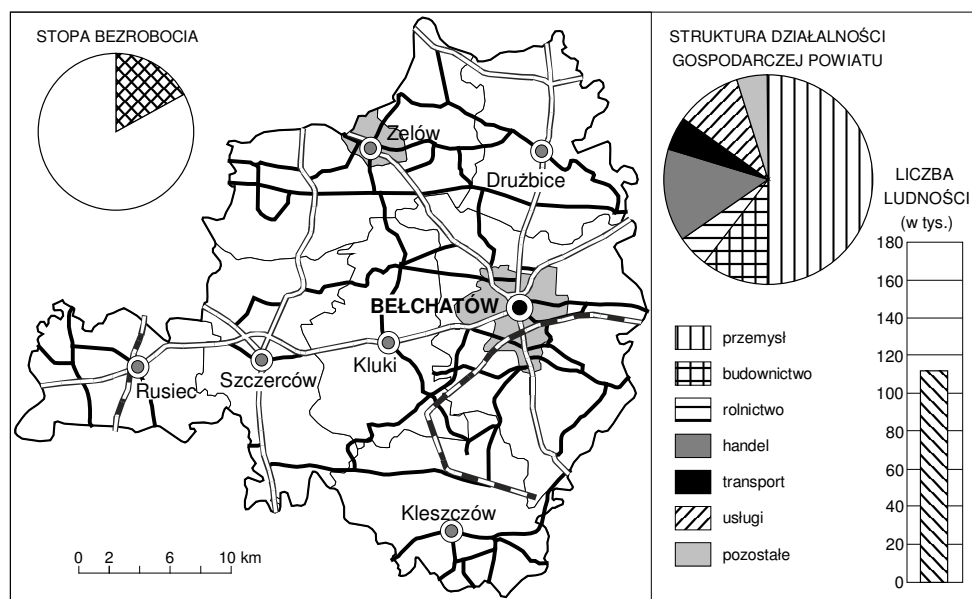 STOPA BEZROBOCIA
Zelów
Drużbice
BEŁCHATÓW
Kluki
Szczerców
Rusiec
Kleszczów
0 2 6 10 km
STRUKTURA DZIAŁALNOŚCI
GOSPODARCZEJ POWIATU
przemysł
budownictwo
rolnictwo
handel
transport
usługi
pozostałe
LICZBA
LUDNOŚCI
(w tys.)
180
160
140
120
100
80
60
40
20
0